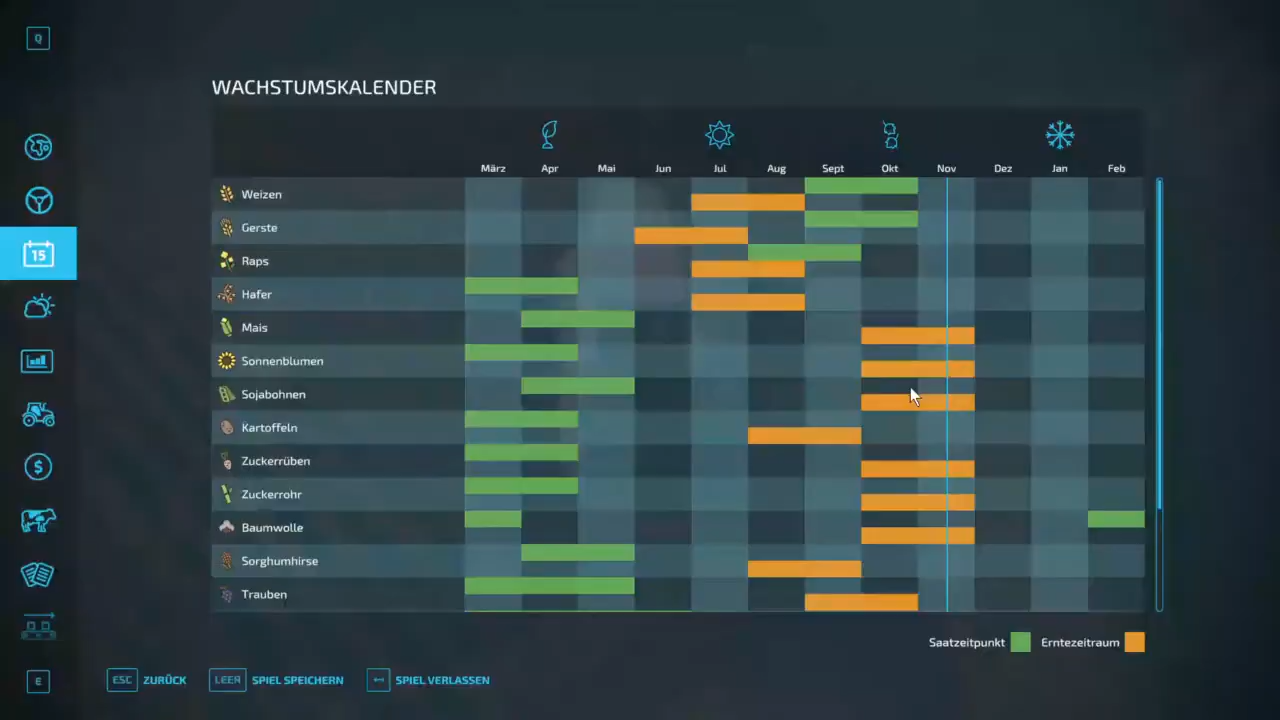 Q
WACHSTUMSKALENDER
März Apr Mai Jun Jul Aug Sept Okt Nov Dez Jan Feb
Weizen
Gerste
15
Raps
Hafer
Mais
Sonnenblumen
Sojabohnen
Kartoffeln
Zuckerrüben
$
Zuckerrohr
Baumwolle
Sorghumhirse
Trauben
Saatzeitpunkt Erntezeitraum
E
ESC ZURÜCK LEER SPIEL SPEICHERN SPIEL VERLASSEN